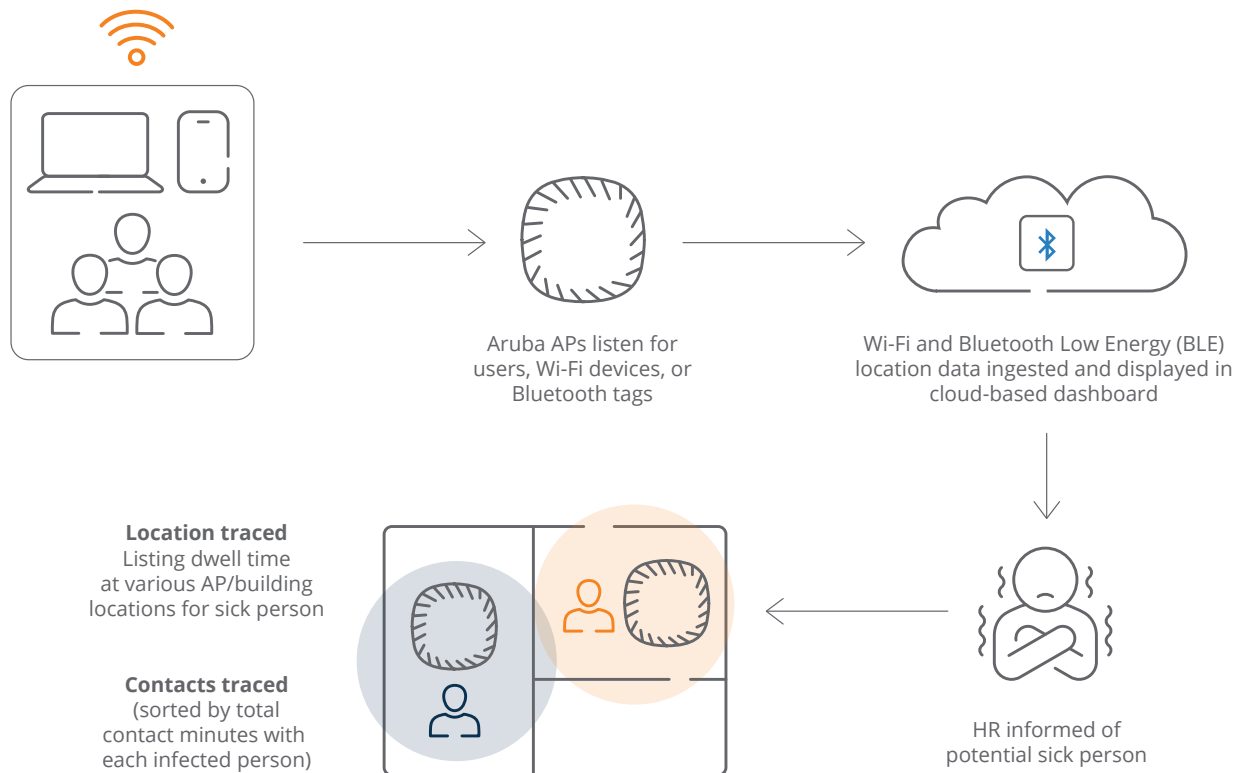 Aruba APs listen for
users, Wi-Fi devices, or
Bluetooth tags
Wi-Fi and Bluetooth Low Energy (BLE)
location data ingested and displayed in
cloud-based dashboard
HR informed of
potential sick person
Location traced
Listing dwell time
at various AP/building
locations for sick person
Contacts traced
(sorted by total
contact minutes with
each infected person)